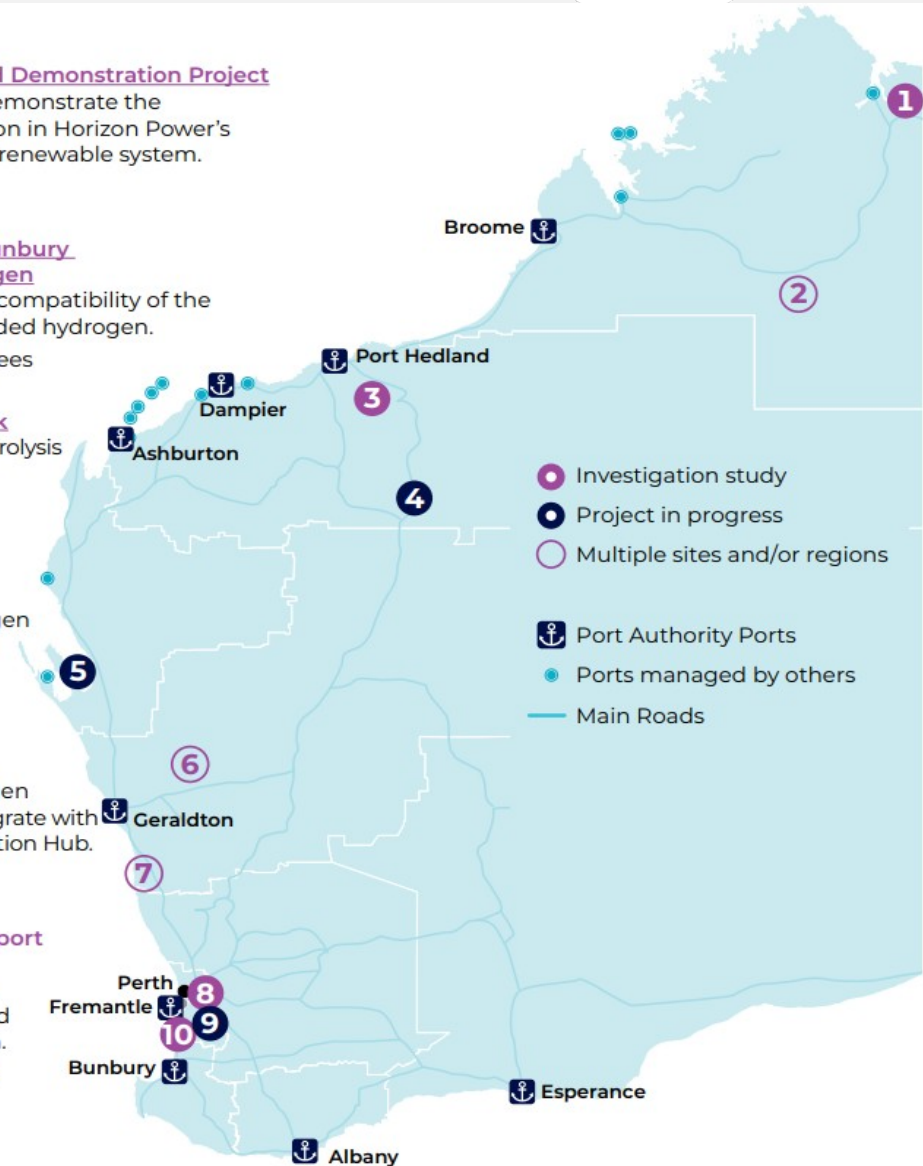 l Demonstration Project
emonstrate the
on in Horizon Power's
renewable system.
unbury
gen
compatibility of the
ded hydrogen.
ees
k
rolysis
gen
en
grate with
tion Hub.
port
d
.
1
Broome
2
Port Hedland
3
Dampier
Ashburton
4
Investigation study
Project in progress
Multiple sites and/or regions
Port Authority Ports
Ports managed by others
Main Roads
5
6
Geraldton
7
Perth
8
Fremantle
9
10
Bunbury
Esperance
Albany